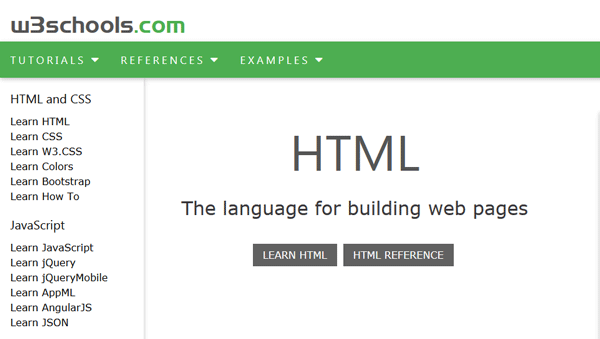 w3schools.com
TUTORIALS REFERENCES EXAMPLES
HTML and CSS
Learn HTML
Learn CSS
Learn W3.CSS
Learn Colors
Learn Bootstrap
Learn How To
JavaScript
Learn JavaScript
Learn jQuery
Learn jQueryMobile
Learn AppML
Learn AngularJS
Learn JSON
HTML
The language for building web pages
LEARN HTML HTML REFERENCE